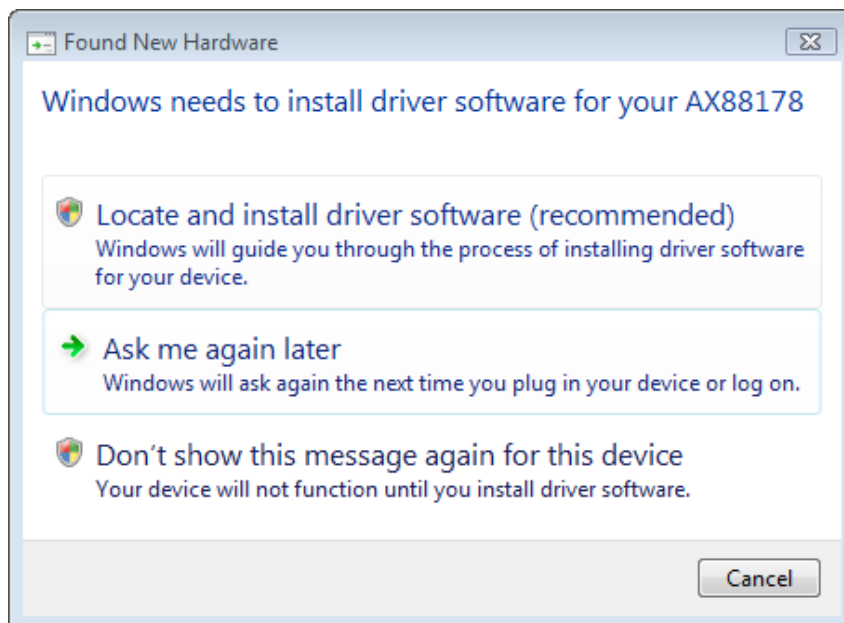 Found New Hardware
Windows needs to install driver software for your AX88178
Locate and install driver software (recommended)
Windows will guide you through the process of installing driver software
for your device.
Ask me again later
Windows will ask again the next time you plug in your device or log on.
Don't show this message again for this device
Your device will not function until you install driver software.
Cancel